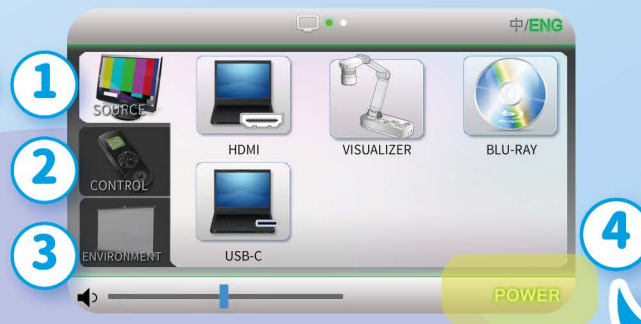 中/ENG
1
SOURCE
HDMI
VISUALIZER
BLU-RAY
2
CONTROL
USB-C
3
ENVIRONMENT
4
POWER